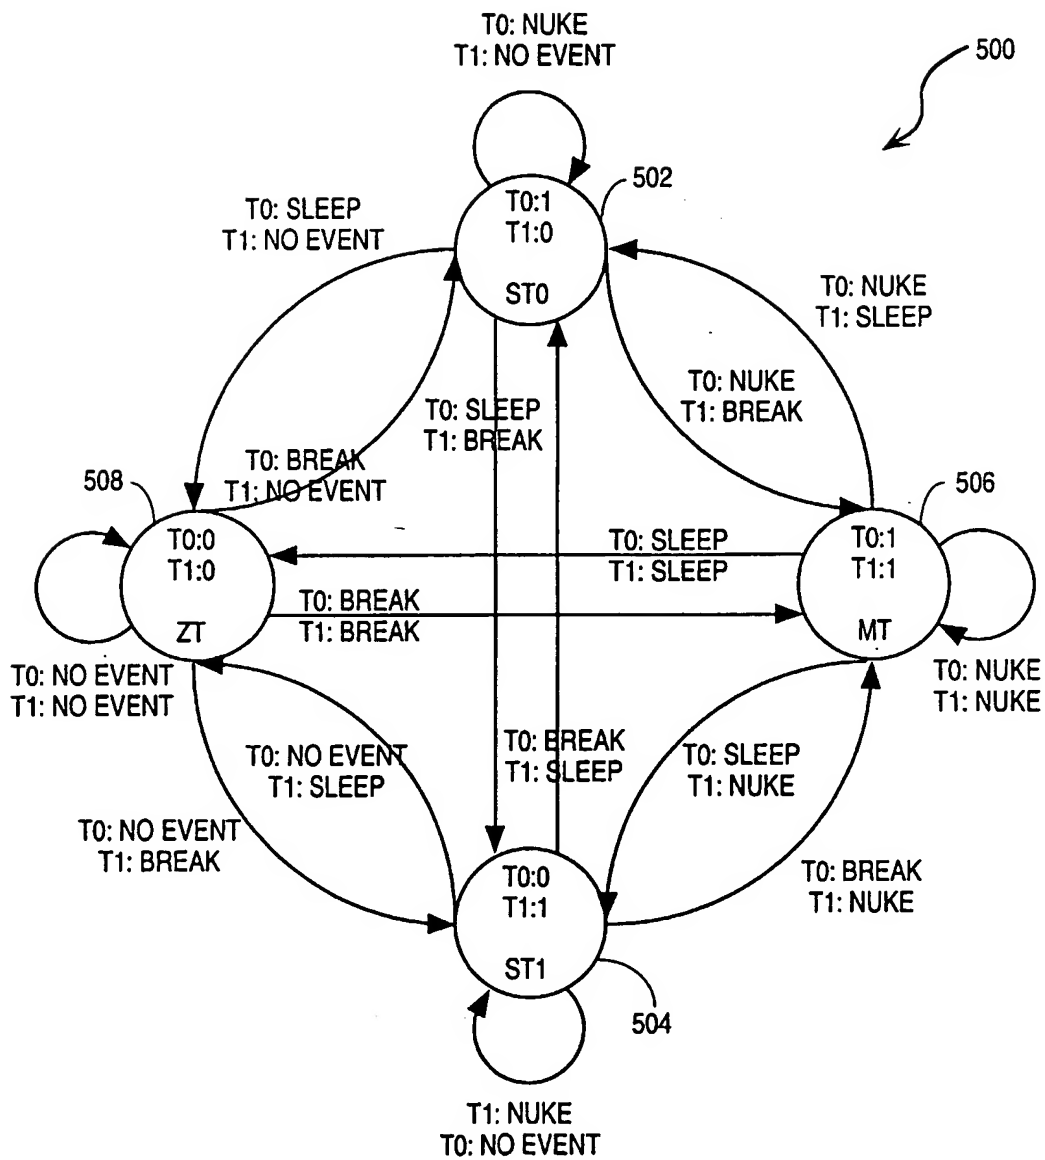 T0: NUKE
T1: NO EVENT
500
502
T0:1
T1:0
ST0
T0: SLEEP
T1: NO EVENT
T0: NUKE
T1: SLEEP
T0: NUKE
T1: BREAK
T0: SLEEP
T1: BREAK
T0: BREAK
T1: NO EVENT
508
506
T0:0
T1:0
ZT
T0:1
T1:1
MT
T0: SLEEP
T1: SLEEP
T0: BREAK
T1: BREAK
T0: NO EVENT
T1: NO EVENT
T0: NUKE
T1: NUKE
T0: NO EVENT
T1: SLEEP
T0: BREAK
T1: SLEEP
T0: SLEEP
T1: NUKE
T0: NO EVENT
T1: BREAK
T0: BREAK
T1: NUKE
T0:0
T1:1
ST1
504
T1: NUKE
T0: NO EVENT